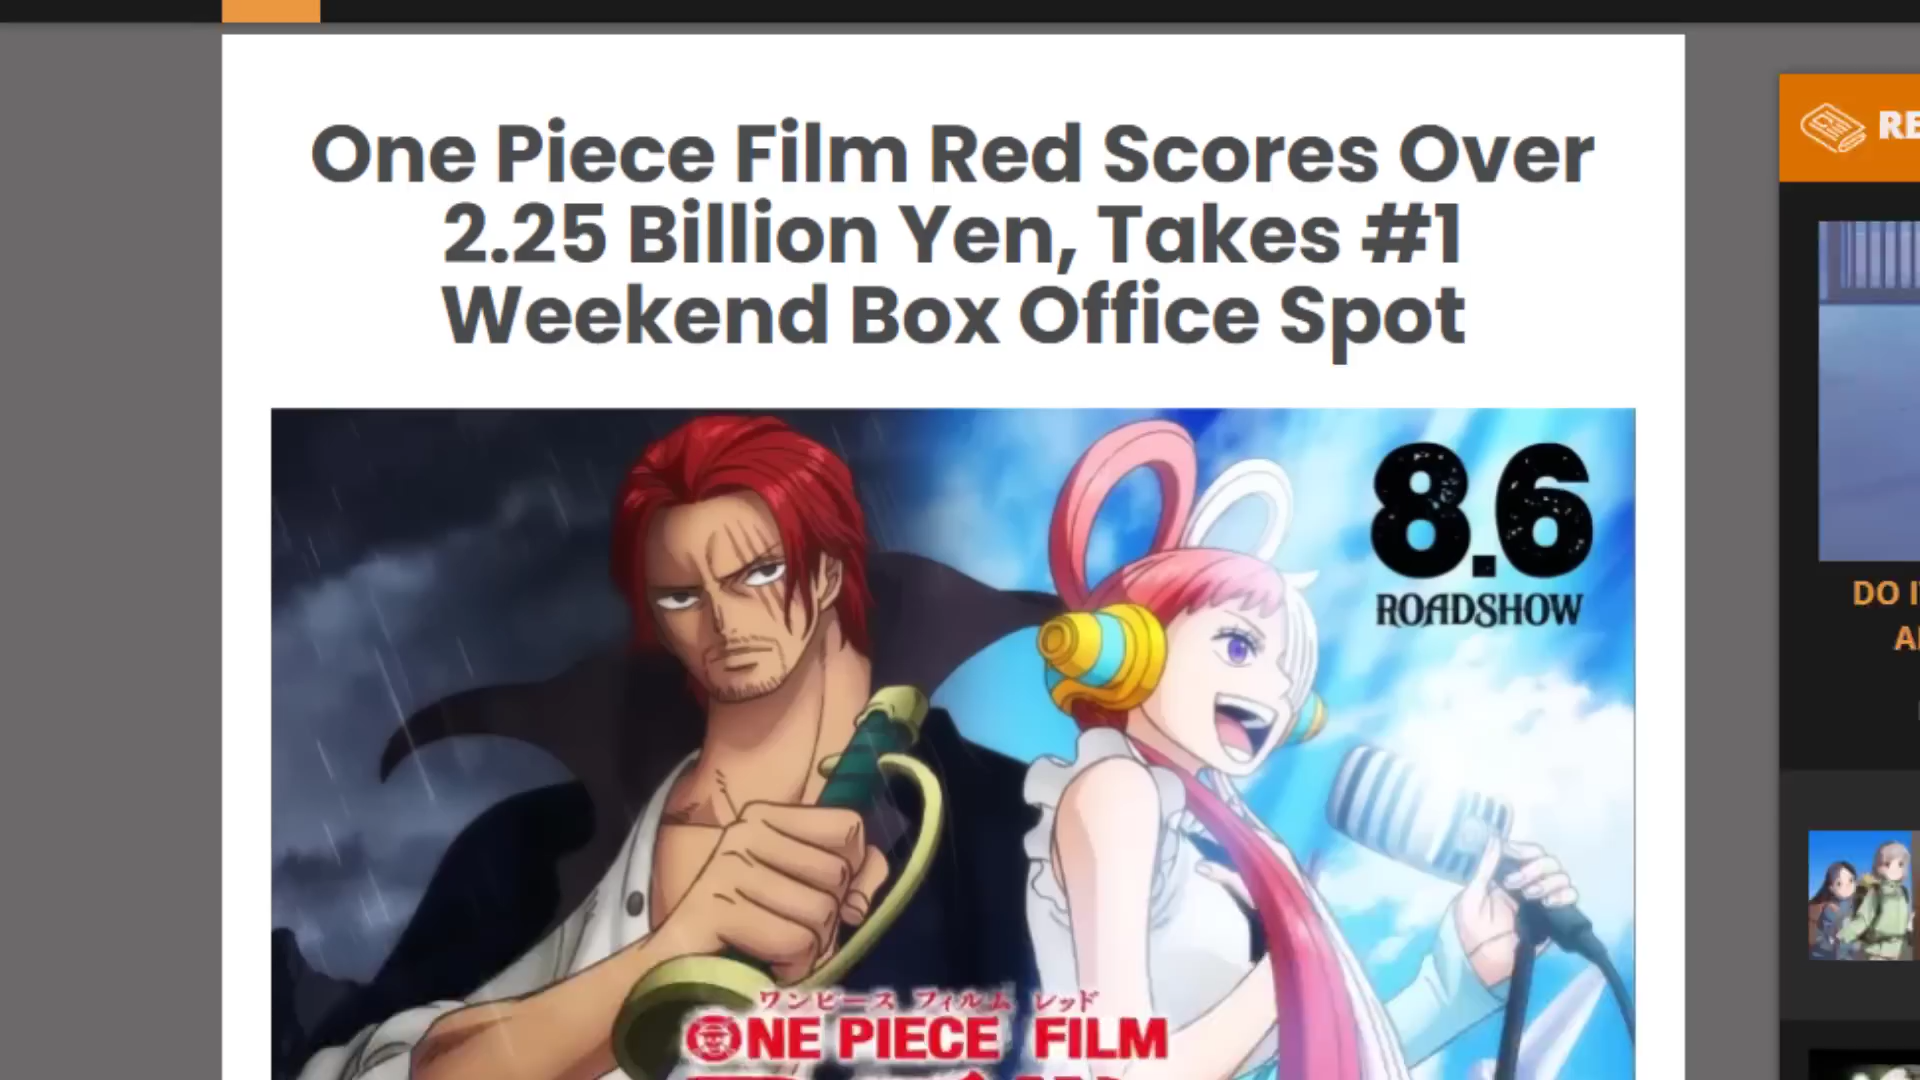 One Piece Film Red Scores Over
2.25 Billion Yen, Takes #1
Weekend Box Office Spot
8.6
ROADSHOW
ワンピース フィルム レッド
ONE PIECE FILM